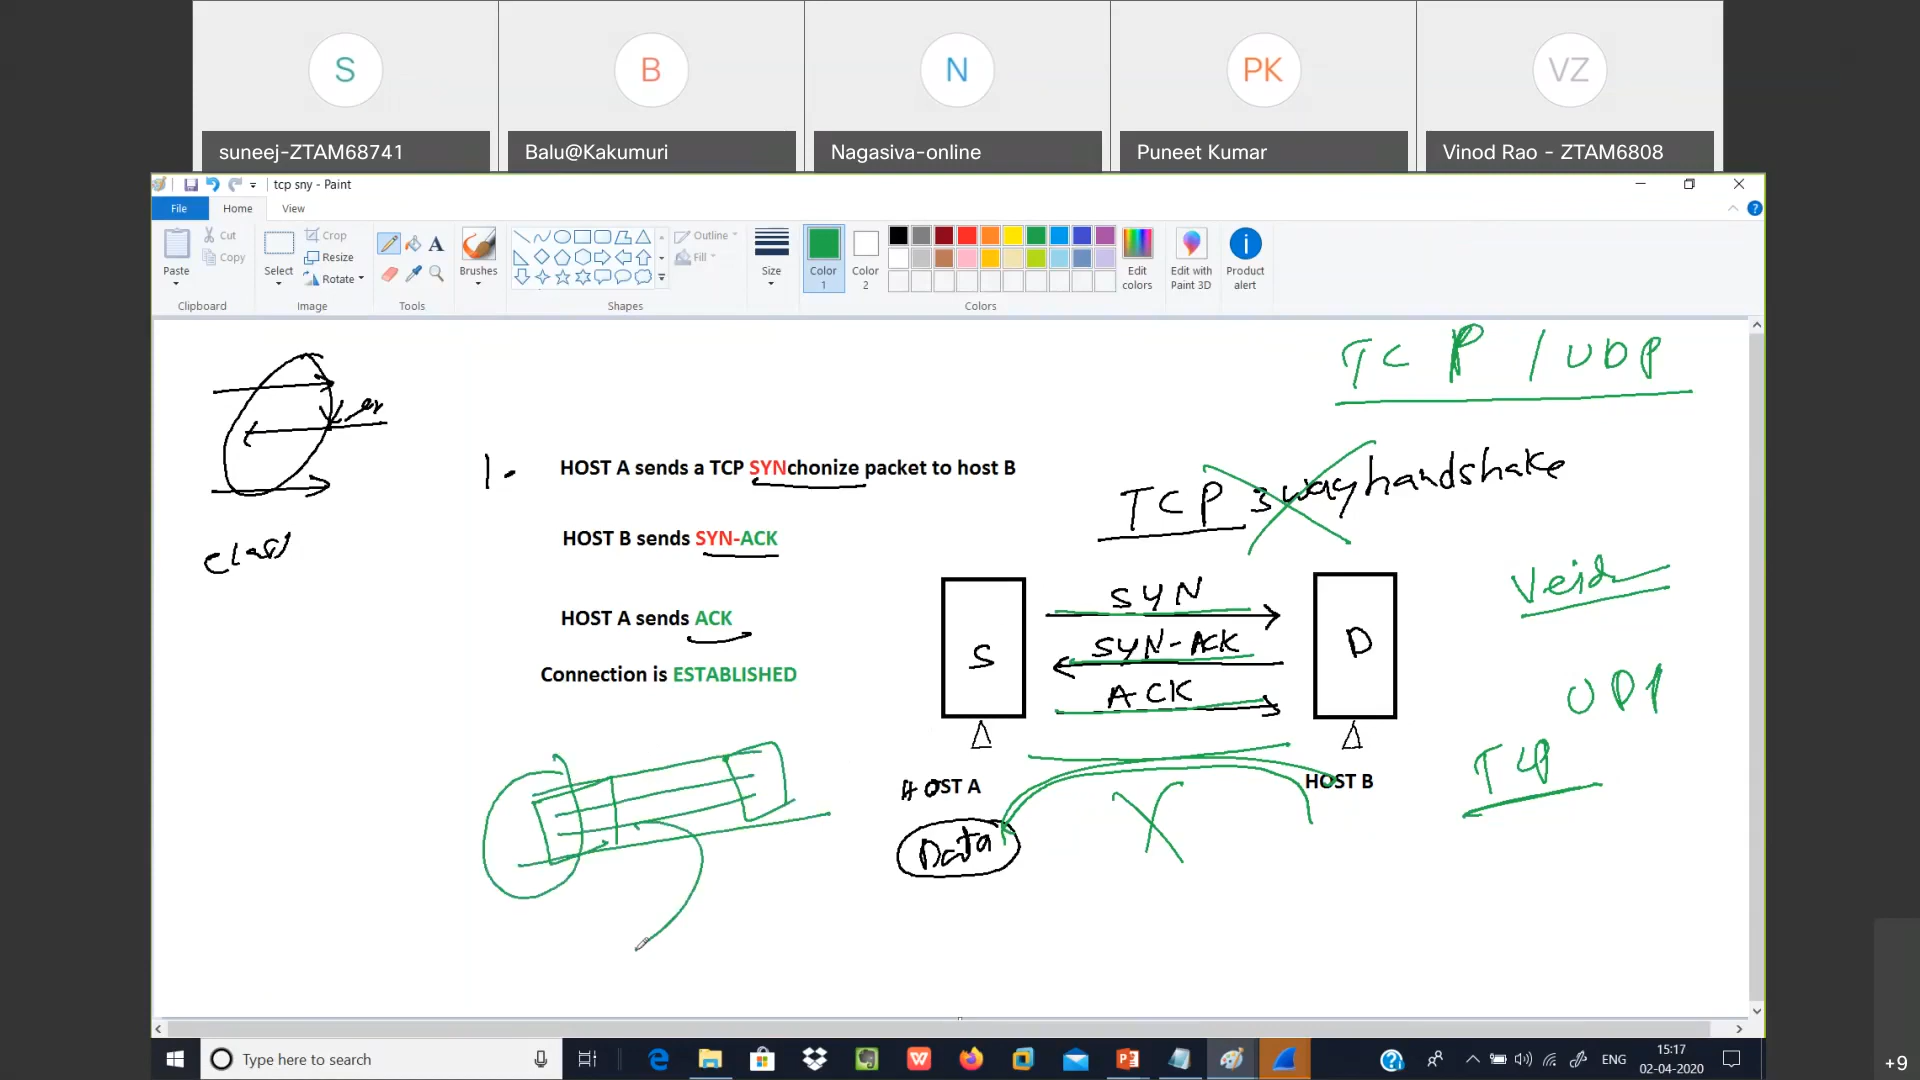 S
B
N
PK
VZ
suneej-ZTAM68741
Balu@Kakumuri
Nagasiva-online
Puneet Kumar
Vinod Rao - ZTAM6808
tcp sny - Paint
File
Home
View
Paste
Cut
Copy
Clipboard
Select
Crop
Resize
Rotate
Image
A
Tools
Brushes
Shapes
Outline
Fill
Size
Color
1
Color
2
Edit
colors
Colors
Edit with
Paint 3D
Product
alert
TCP / UDP
1.
HOST A sends a TCP SYNchonize packet to host B
TCP 3 way handshake
HOST B sends SYN-ACK
HOST A sends ACK
Connection is ESTABLISHED
SYN
SYN-ACK
ACK
S
D
UDP
TCP
HOST A
HOST B
Data
Type here to search
ENG
15:17
02-04-2020
+9